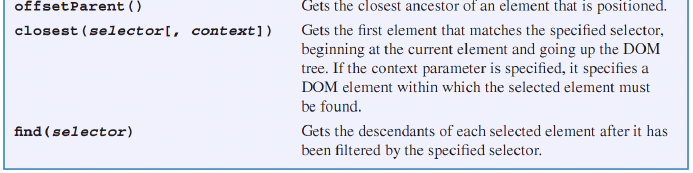 offsetParent() Gets the closest ancestor of an element that is positioned.
closest(selector[, context]) Gets the first element that matches the specified selector,
beginning at the current element and going up the DOM
tree. If the context parameter is specified, it specifies a
DOM element within which the selected element must
be found.
find(selector) Gets the descendants of each selected element after it has
been filtered by the specified selector.